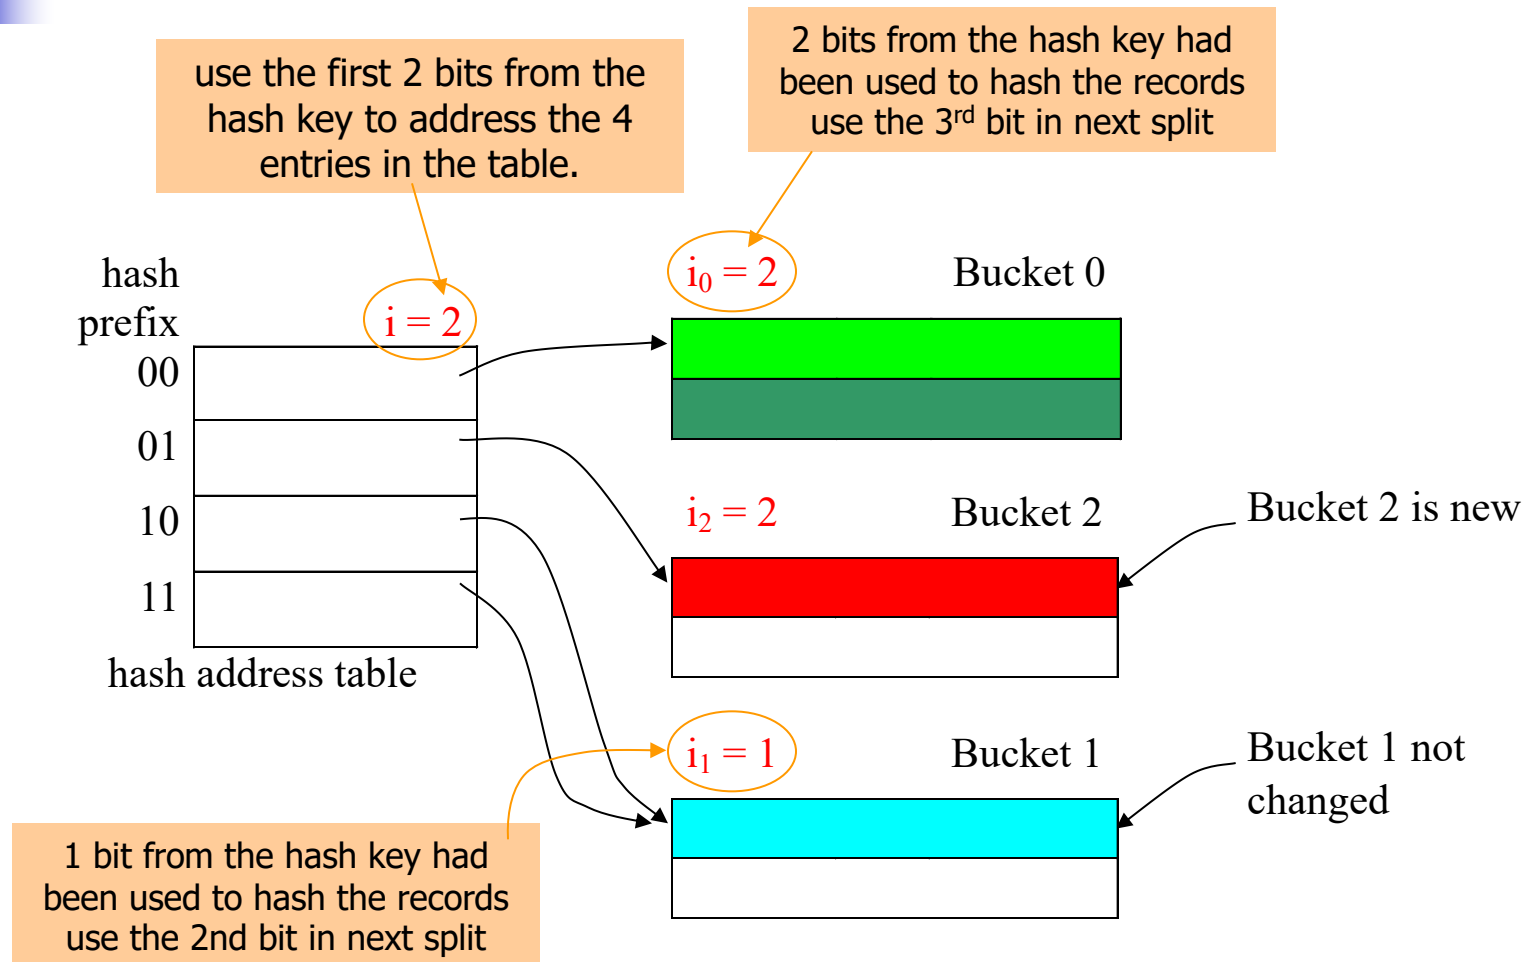 use the first 2 bits from the
hash key to address the 4
entries in the table.
2 bits from the hash key had
been used to hash the records
use the 3rd bit in next split
hash
prefix
i = 2
00
01
10
11
hash address table
i0 = 2
Bucket 0
i2 = 2
Bucket 2
Bucket 2 is new
i1 = 1
Bucket 1
Bucket 1 not
changed
1 bit from the hash key had
been used to hash the records
use the 2nd bit in next split